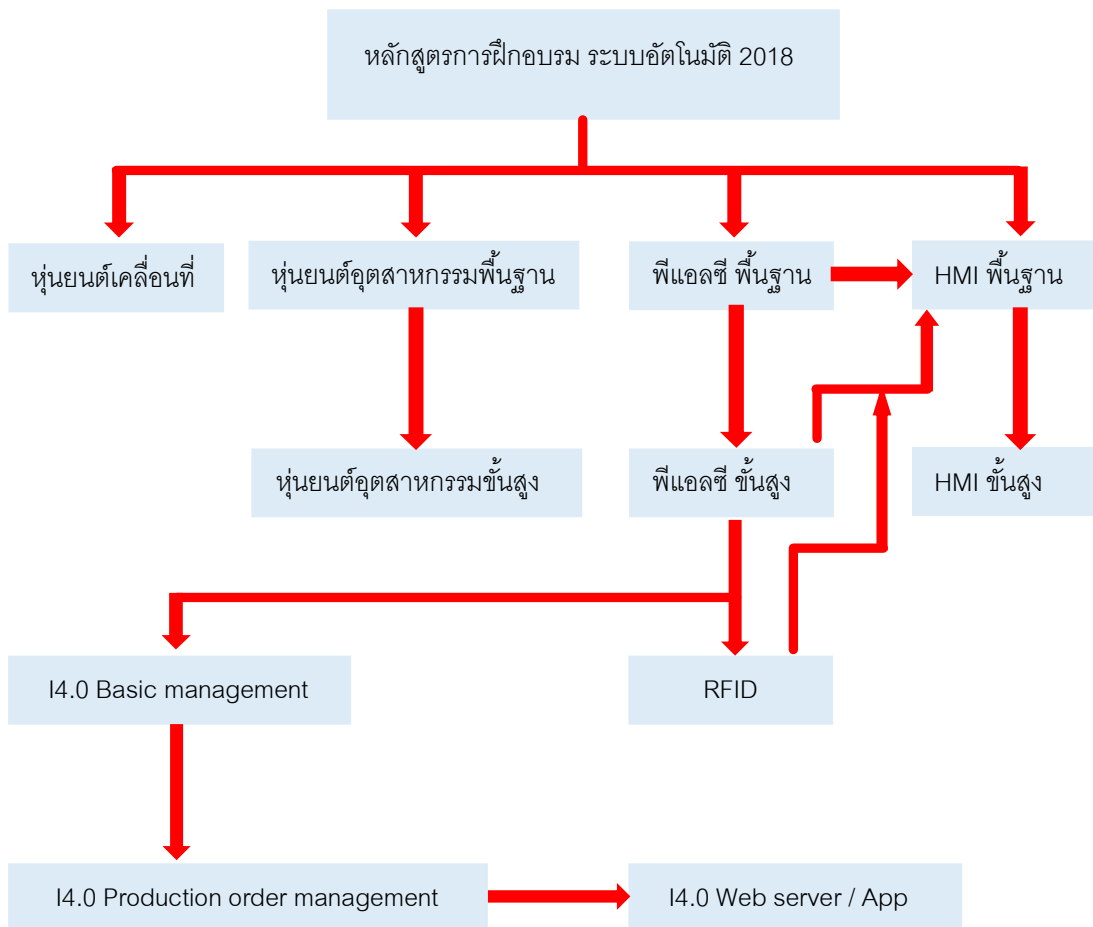 หลักสูตรการฝึกอบรม ระบบอัตโนมัติ 2018
หุ่นยนต์เคลื่อนที่
หุ่นยนต์อุตสาหกรรมพื้นฐาน
พีแอลซี พื้นฐาน
HMI พื้นฐาน
หุ่นยนต์อุตสาหกรรมขั้นสูง
พีแอลซี ขั้นสูง
HMI ขั้นสูง
I4.0 Basic management
RFID
I4.0 Production order management
I4.0 Web server / App